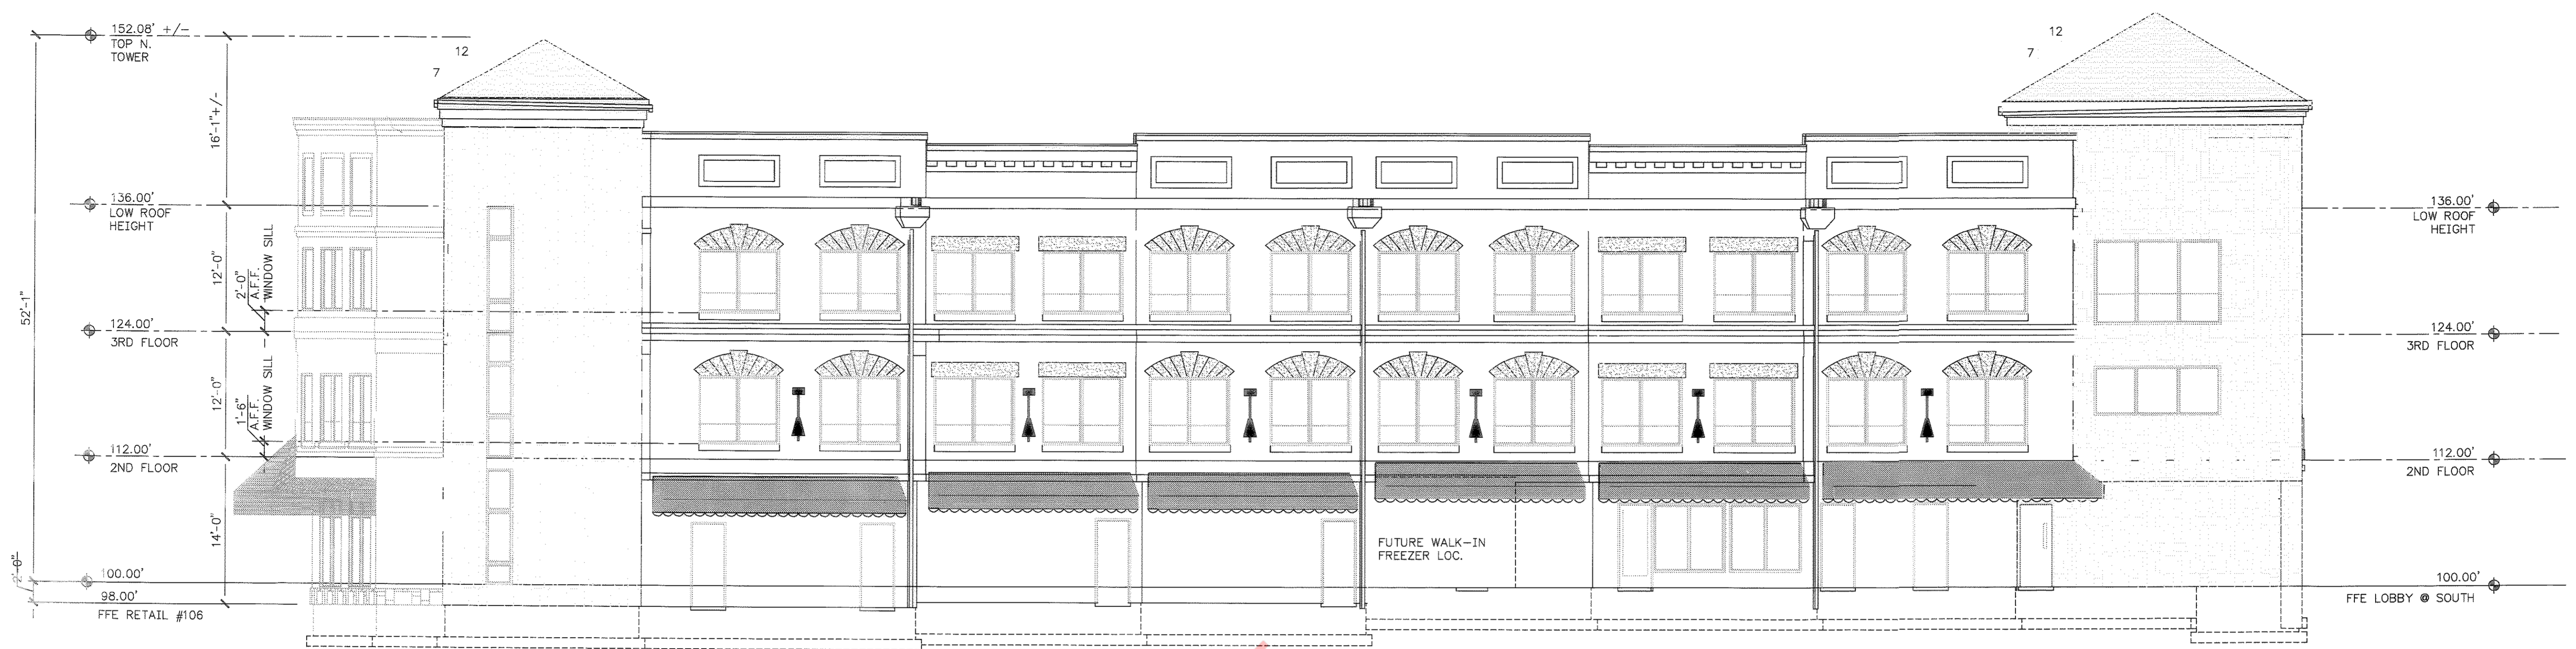 152.08' +/-
TOP N.
TOWER
12
7
12
7
16'-1"+/-
136.00'
LOW ROOF
HEIGHT
136.00'
LOW ROOF
HEIGHT
12'-0"
2'-0"
A.F.F.
WINDOW SILL
52'-1"
124.00'
3RD FLOOR
124.00'
3RD FLOOR
12'-0"
1'-6"
A.F.F.
WINDOW SILL
112.00'
2ND FLOOR
112.00'
2ND FLOOR
14'-0"
FUTURE WALK-IN
FREEZER LOC.
2'-0"
100.00'
98.00'
FFE RETAIL #106
100.00'
FFE LOBBY @ SOUTH